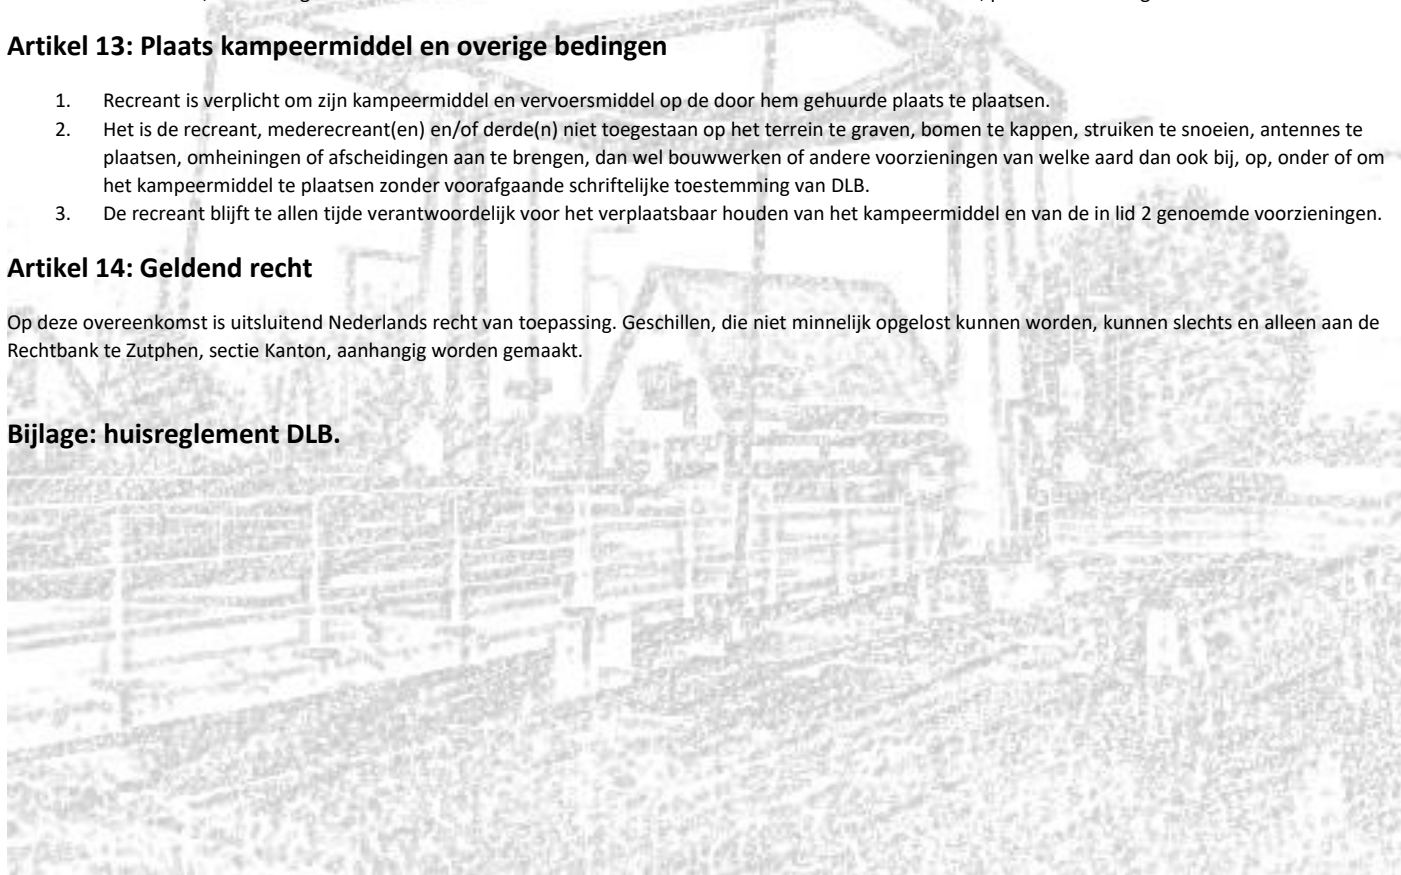 Artikel 13: Plaats kampeermiddel en overige bedingen
1. Recreant is verplicht om zijn kampeermiddel en vervoersmiddel op de door hem gehuurde plaats te plaatsen.
2. Het is de recreant, mederecreant(en) en/of derde(n) niet toegestaan op het terrein te graven, bomen te kappen, struiken te snoeien, antennes te
plaatsen, omheiningen of afscheidingen aan te brengen, dan wel bouwwerken of andere voorzieningen van welke aard dan ook bij, op, onder of om
het kampeermiddel te plaatsen zonder voorafgaande schriftelijke toestemming van DLB.
3. De recreant blijft te allen tijde verantwoordelijk voor het verplaatsbaar houden van het kampeermiddel en van de in lid 2 genoemde voorzieningen.
Artikel 14: Geldend recht
Op deze overeenkomst is uitsluitend Nederlands recht van toepassing. Geschillen, die niet minnelijk opgelost kunnen worden, kunnen slechts en alleen aan de
Rechtbank te Zutphen, sectie Kanton, aanhangig worden gemaakt.
Bijlage: huisreglement DLB.